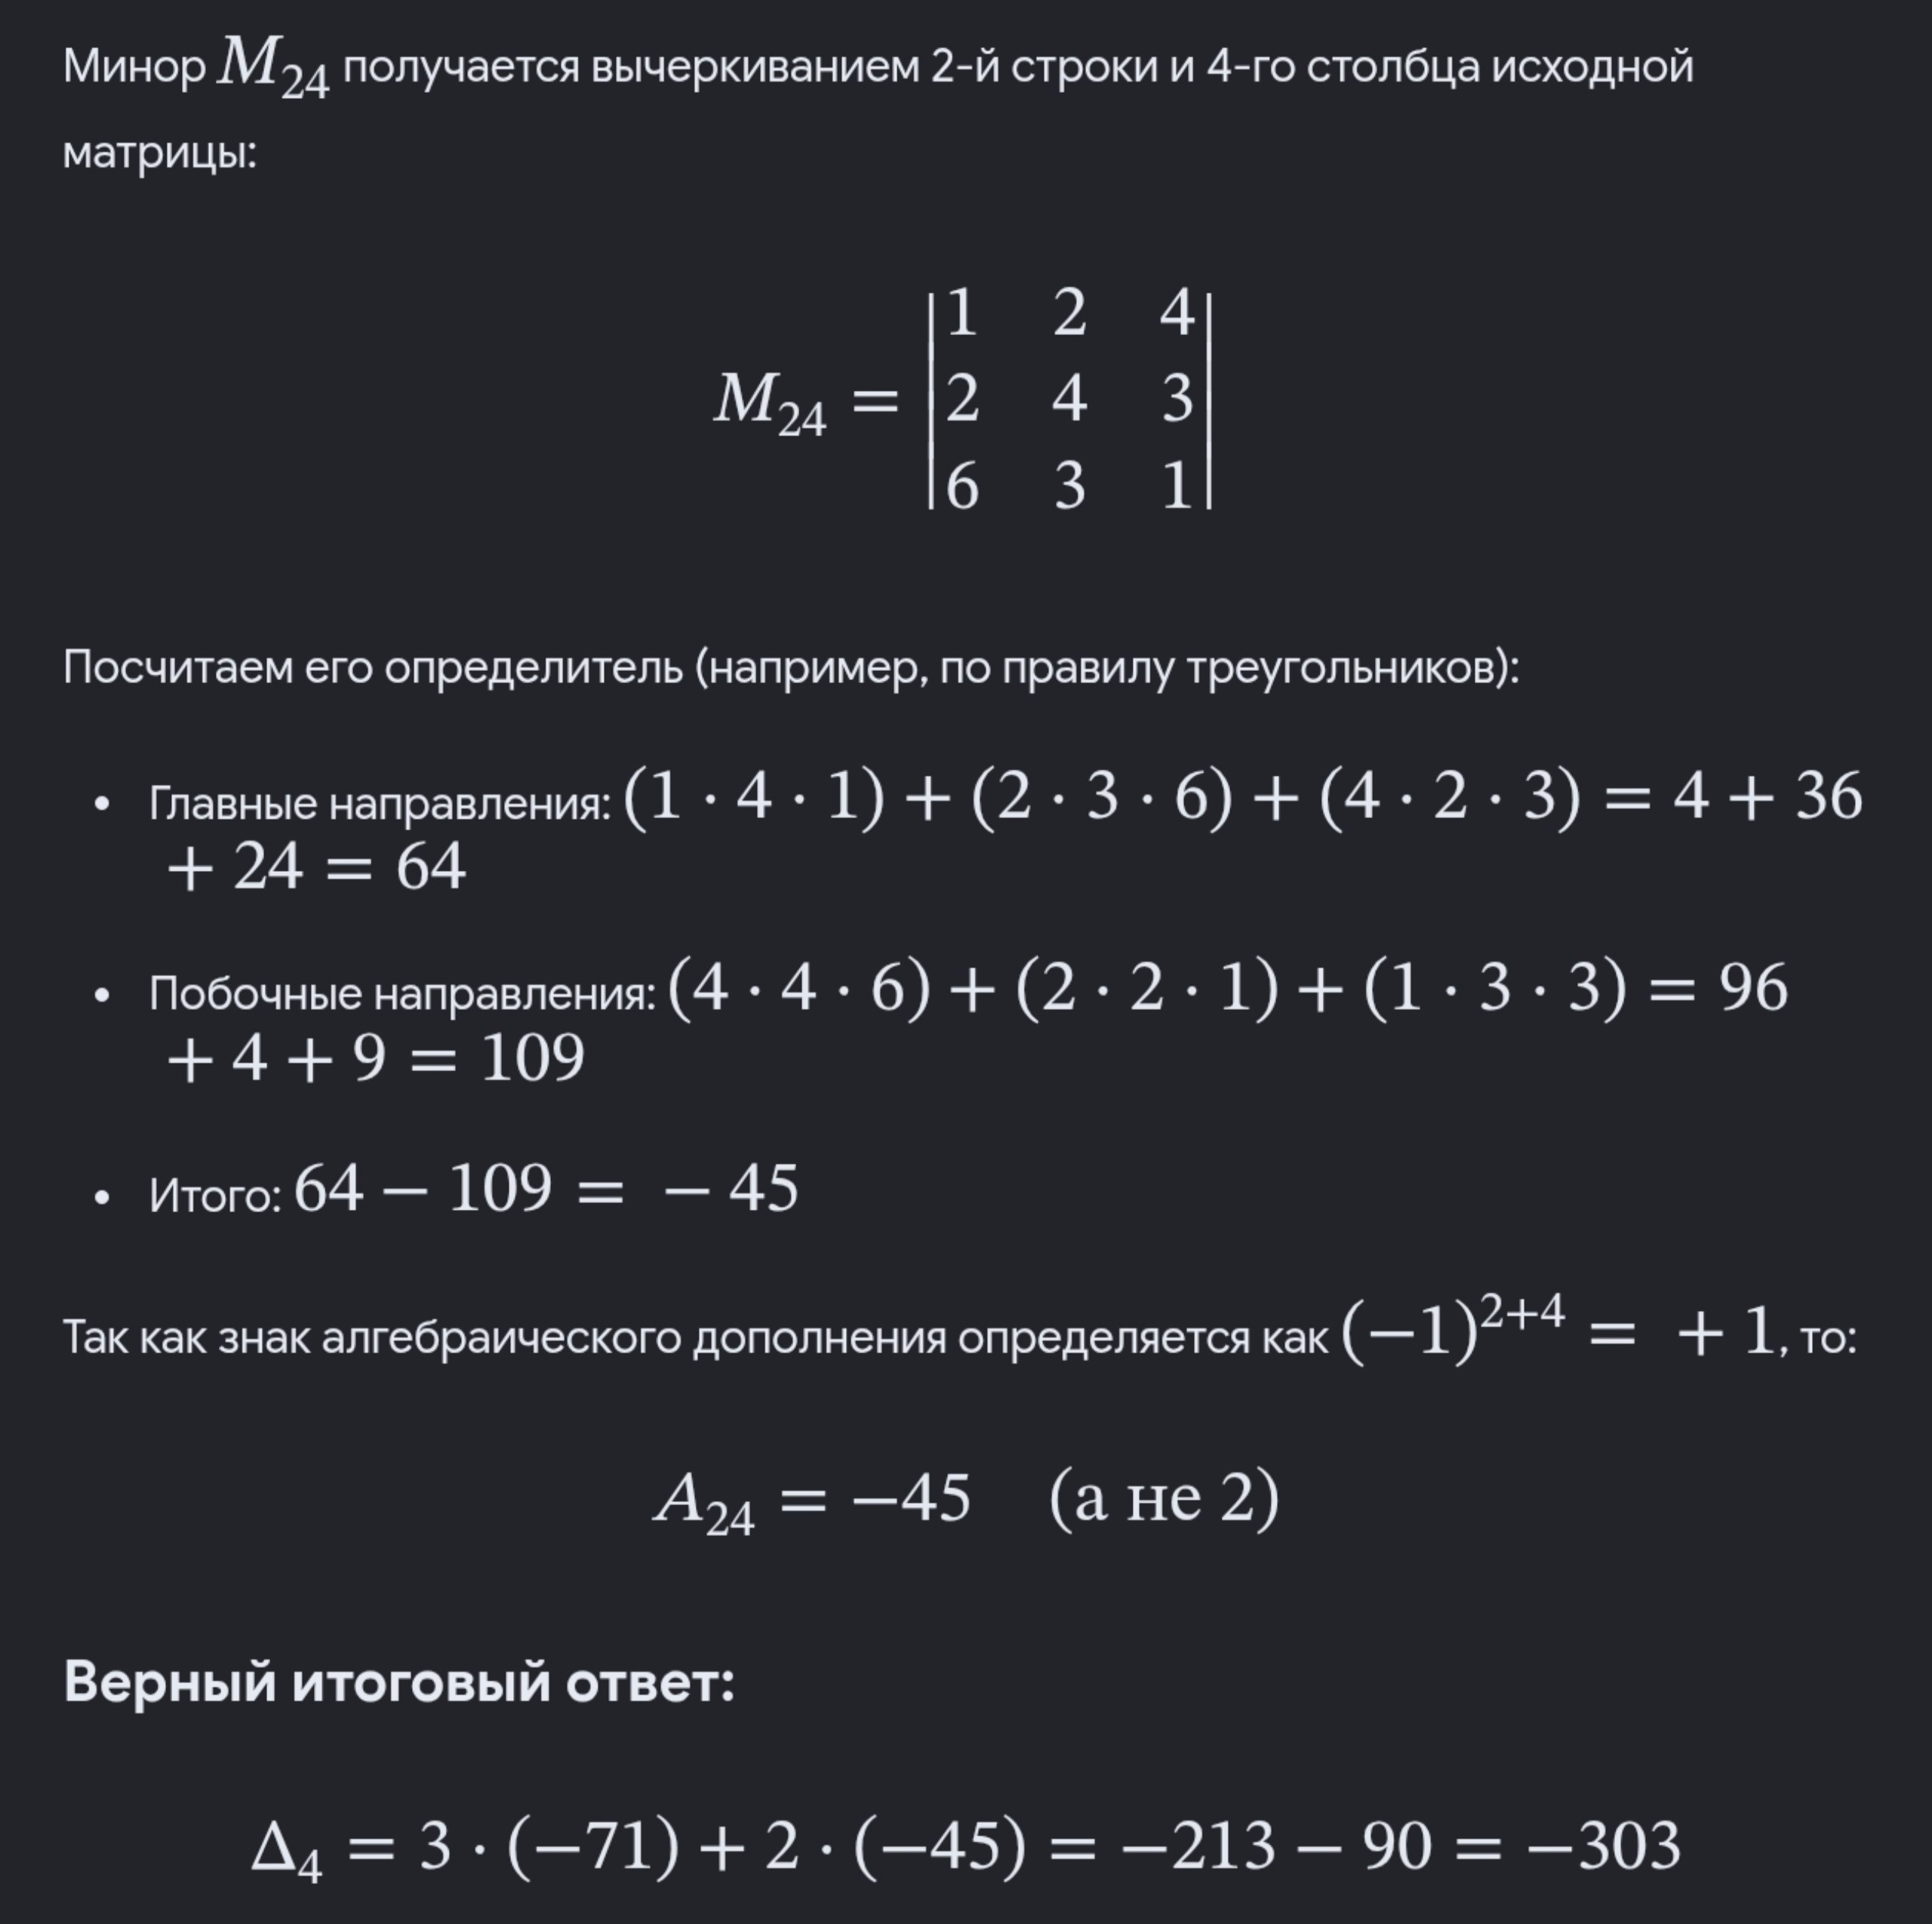 Минор M₂₄ получается вычеркиванием 2-й строки и 4-го столбца исходной
матрицы:
M₂₄ = |1 2 4|
|2 4 3|
|6 3 1|
Посчитаем его определитель (например, по правилу треугольников):
• Главные направления: (1 · 4 · 1) + (2 · 3 · 6) + (4 · 2 · 3) = 4 + 36
+ 24 = 64
• Побочные направления: (4 · 4 · 6) + (2 · 2 · 1) + (1 · 3 · 3) = 96
+ 4 + 9 = 109
• Итого: 64 − 109 = − 45
Так как знак алгебраического дополнения определяется как (−1)²⁺⁴ = + 1, то:
A₂₄ = −45 (а не 2)
Верный итоговый ответ:
Δ₄ = 3 · (−71) + 2 · (−45) = −213 − 90 = −303